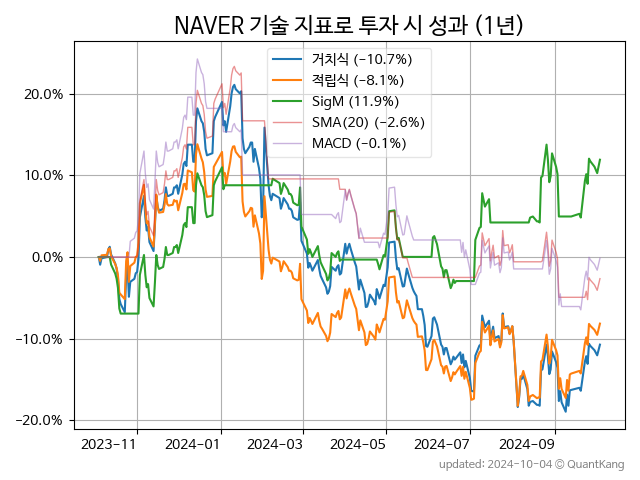 NAVER 기술 지표로 투자 시 성과 (1년)
거치식 (−10.7%)
적립식 (−8.1%)
SigM (11.9%)
SMA(20) (−2.6%)
MACD (−0.1%)
20.0%
10.0%
0.0%
−10.0%
−20.0%
2023-11 2024-01 2024-03 2024-05 2024-07 2024-09
updated: 2024-10-04 ⓒ QuantKang